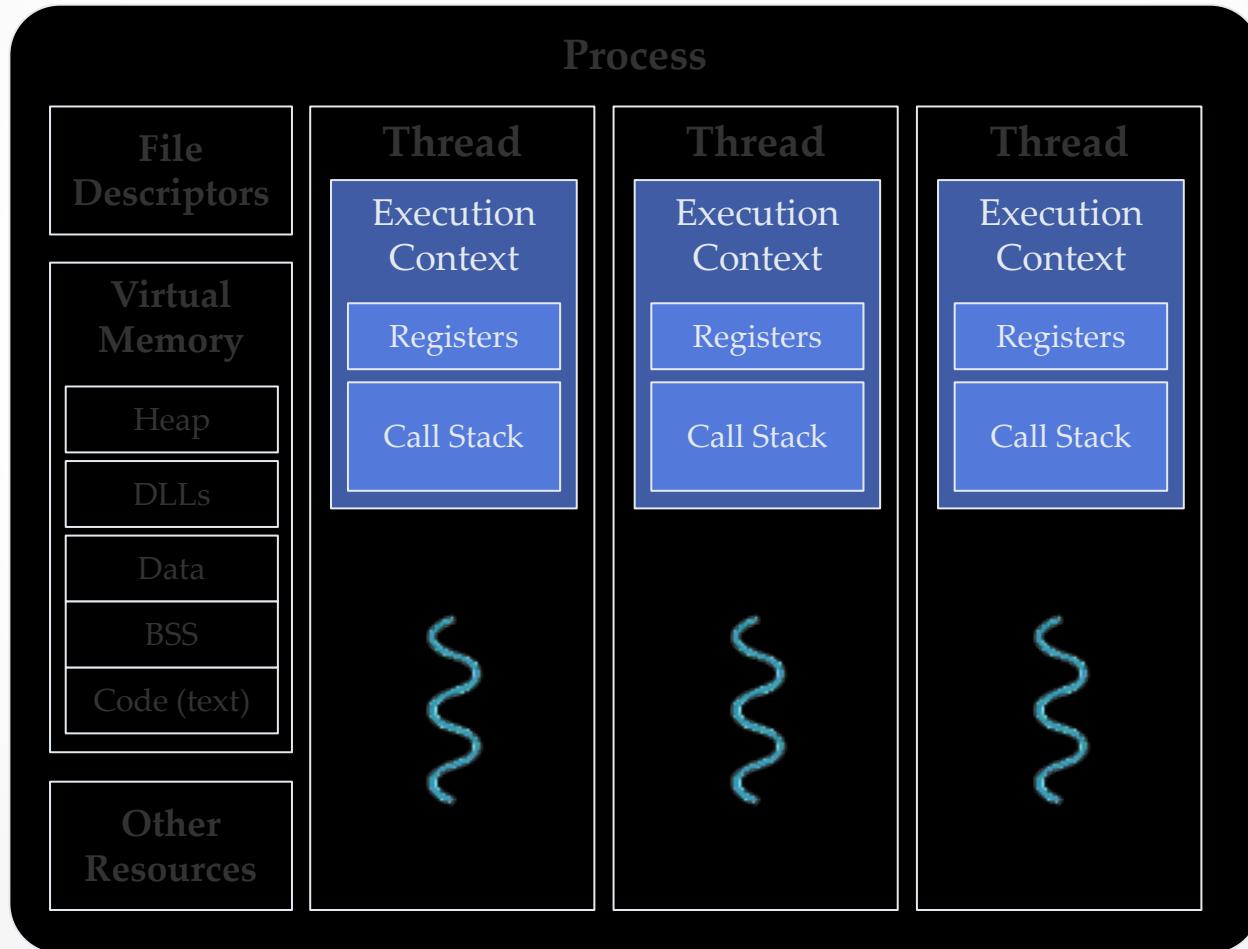 Process
File
Descriptors
Virtual
Memory
Heap
DLLs
Data
BSS
Code (text)
Other
Resources
Thread
Execution
Context
Registers
Call Stack
Thread
Execution
Context
Registers
Call Stack
Thread
Execution
Context
Registers
Call Stack